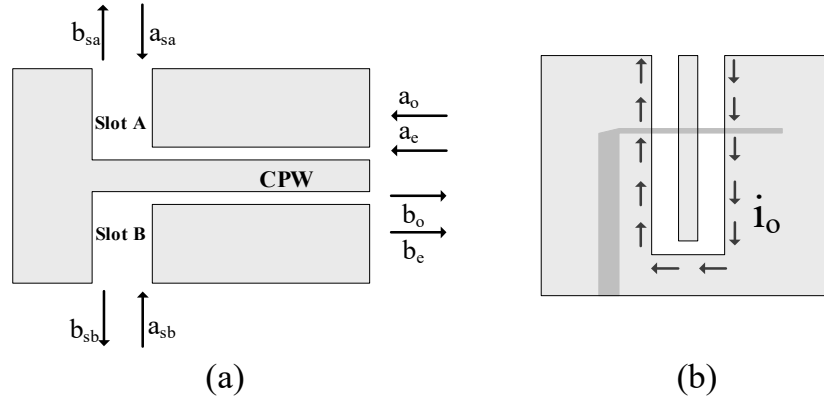 b_sa
a_sa
Slot A
a_o
a_e
CPW
b_o
Slot B
b_e
b_sb
a_sb
(a)
i_o
(b)